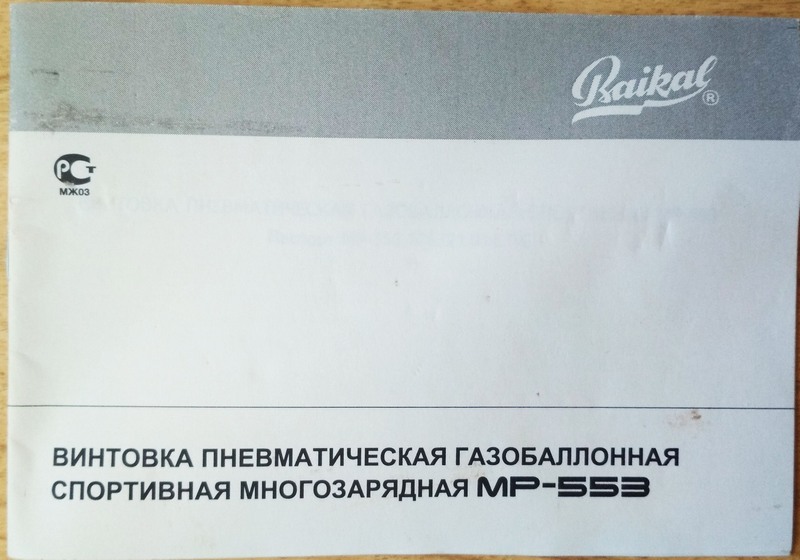 Baikal ®
РСТ
МЖ03
ВИНТОВКА ПНЕВМАТИЧЕСКАЯ ГАЗОБАЛЛОННАЯ
СПОРТИВНАЯ МНОГОЗАРЯДНАЯ МР-553